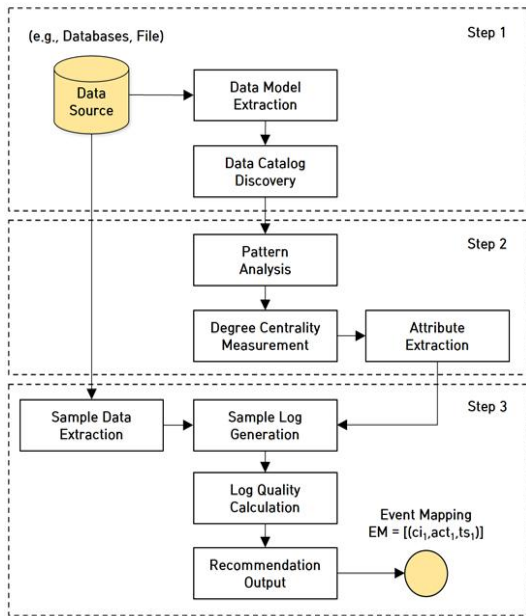 Step 1
(e.g., Databases, File)
Data
Source
Data Model
Extraction
Data Catalog
Discovery
Step 2
Pattern
Analysis
Degree Centrality
Measurement
Attribute
Extraction
Step 3
Sample Data
Extraction
Sample Log
Generation
Log Quality
Calculation
Event Mapping
EM = [(ci₁,act₁,ts₁)]
Recommendation
Output